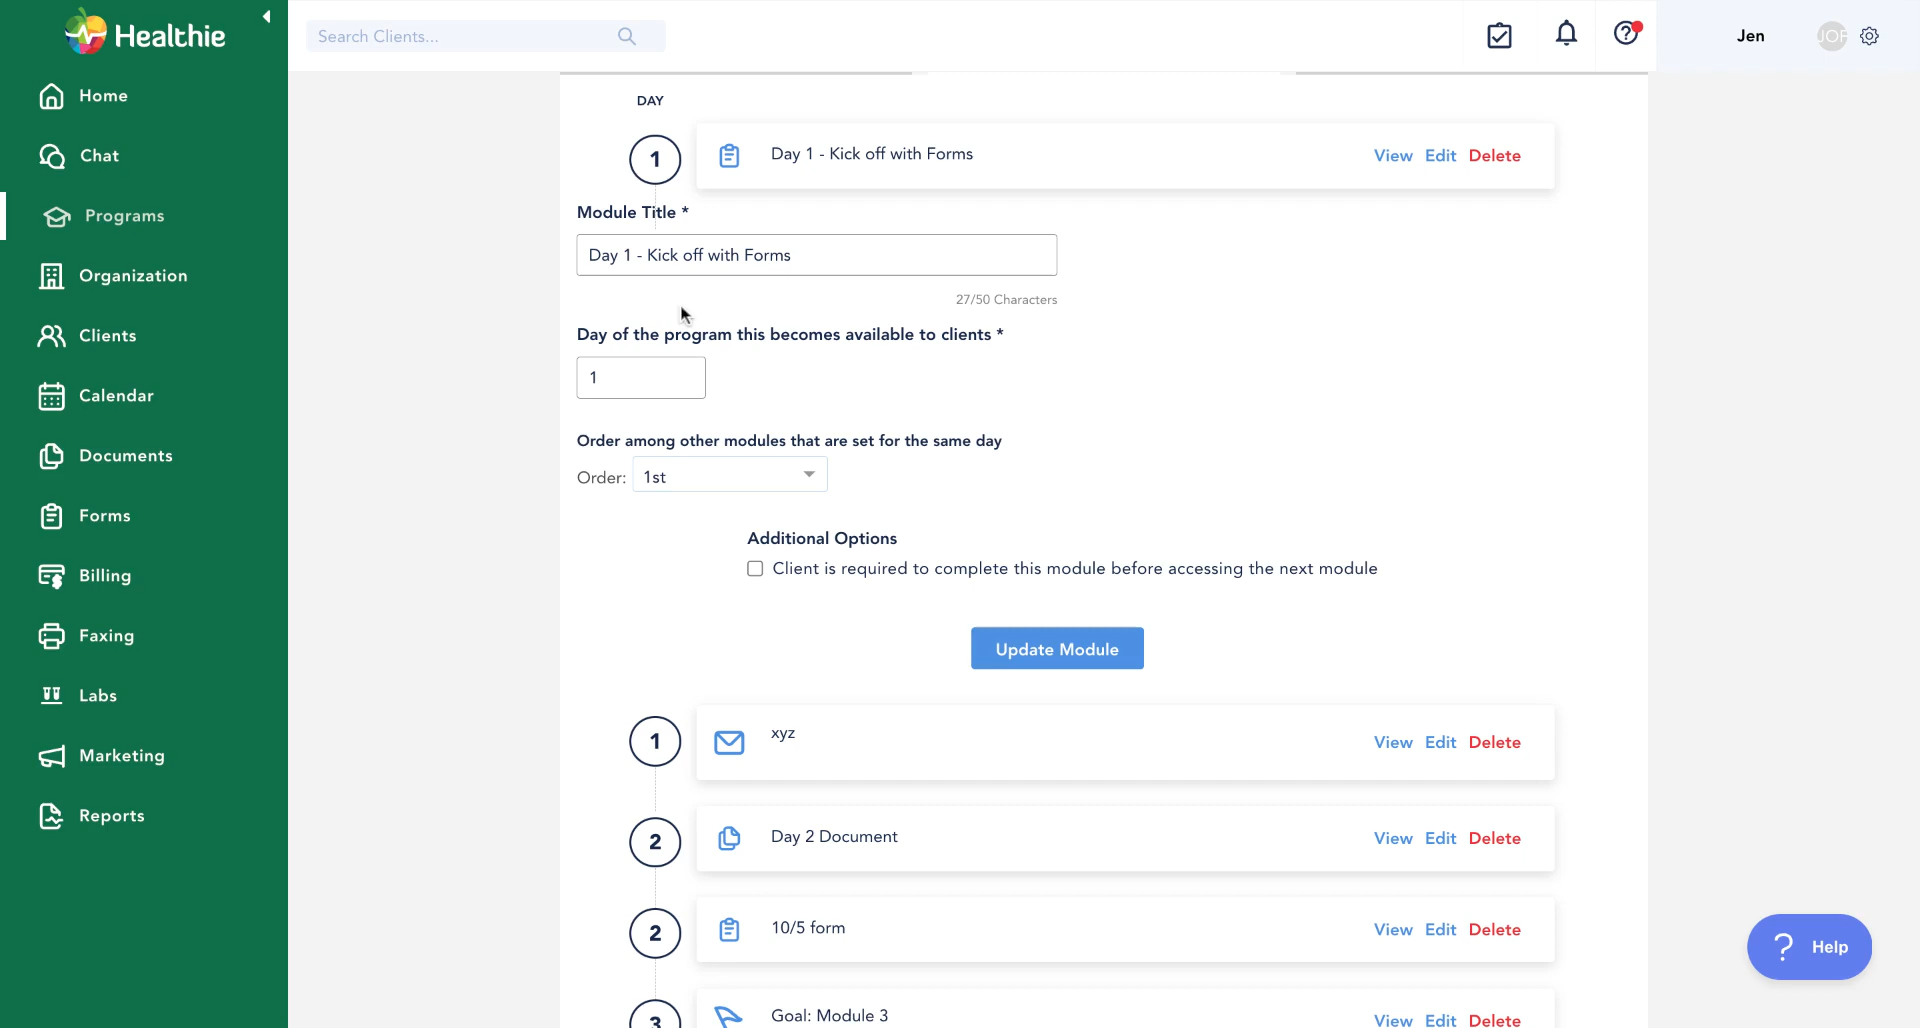 Healthie
Search Clients...
Jen
JOF
Home
Chat
Programs
Organization
Clients
Calendar
Documents
Forms
Billing
Faxing
Labs
Marketing
Reports
DAY
1
Day 1 - Kick off with Forms
View Edit Delete
Module Title *
Day 1 - Kick off with Forms
27/50 Characters
Day of the program this becomes available to clients *
1
Order among other modules that are set for the same day
Order: 1st
Additional Options
Client is required to complete this module before accessing the next module
Update Module
1
xyz
View Edit Delete
2
Day 2 Document
View Edit Delete
2
10/5 form
View Edit Delete
3
Goal: Module 3
View Edit Delete
? Help